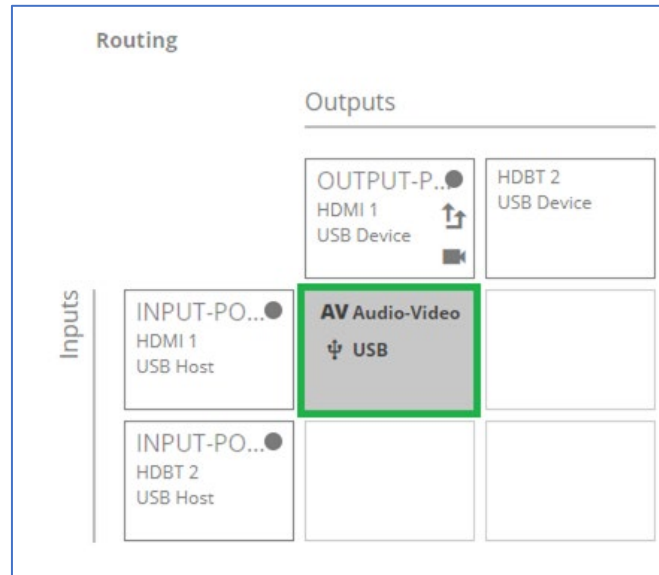 Routing
Outputs
OUTPUT-P...
HDMI 1
USB Device
HDBT 2
USB Device
Inputs
INPUT-PO...
HDMI 1
USB Host
AV Audio-Video
USB
INPUT-PO...
HDBT 2
USB Host